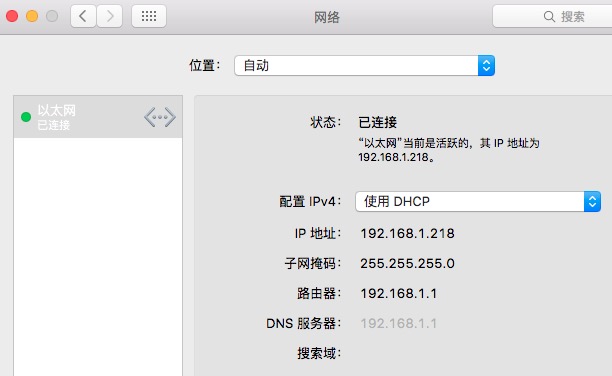 网络
搜索
位置： 自动
以太网
已连接
状态： 已连接
“以太网”当前是活跃的，其 IP 地址为
192.168.1.218。
配置 IPv4： 使用 DHCP
IP 地址： 192.168.1.218
子网掩码： 255.255.255.0
路由器： 192.168.1.1
DNS 服务器： 192.168.1.1
搜索域：